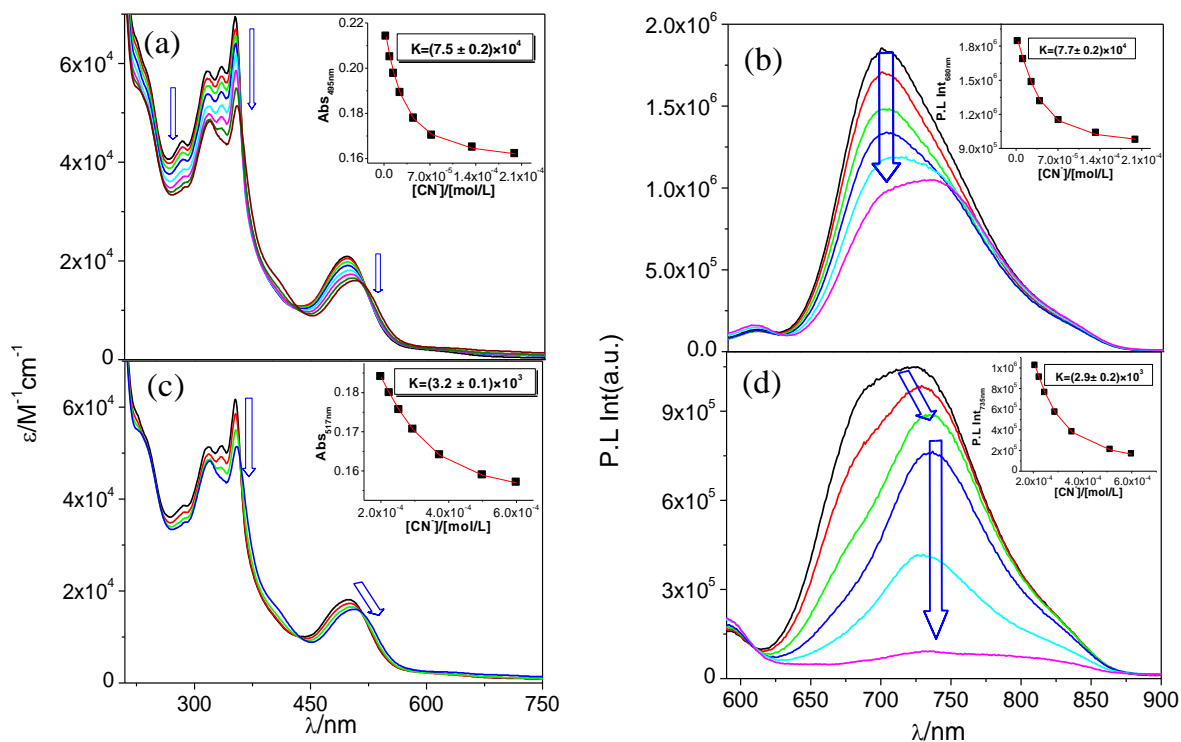 (a)
ε/M⁻¹cm⁻¹
6x10⁴
4x10⁴
2x10⁴
0
K=(7.5 ± 0.2)×10⁴
Abs₄₉₅nm
0.22
0.20
0.18
0.16
0.0 7.0x10⁻⁵ 1.4x10⁻⁴ 2.1x10⁻⁴
[CN⁻]/[mol/L]
(b)
P.L Int(a.u.)
2.0x10⁶
1.5x10⁶
1.0x10⁶
5.0x10⁵
0.0
K=(7.7± 0.2)×10⁴
P.L Int₆₈₀nm
1.8x10⁶
1.5x10⁶
1.2x10⁶
9.0x10⁵
0.0 7.0x10⁻⁵ 1.4x10⁻⁴ 2.1x10⁻⁴
[CN⁻]/[mol/L]
(c)
6x10⁴
4x10⁴
2x10⁴
0
300 450 600 750
λ/nm
K=(3.2 ± 0.1)×10³
Abs₅₁₇nm
0.18
0.17
0.16
2.0x10⁻⁴ 4.0x10⁻⁴ 6.0x10⁻⁴
[CN⁻]/[mol/L]
(d)
9x10⁵
6x10⁵
3x10⁵
0
600 650 700 750 800 850 900
λ/nm
K=(2.9± 0.2)×10³
P.L Int₇₃₅nm
1x10⁶
8x10⁵
6x10⁵
4x10⁵
2x10⁵
2.0x10⁻⁴ 4.0x10⁻⁴ 6.0x10⁻⁴
[CN⁻]/[mol/L]